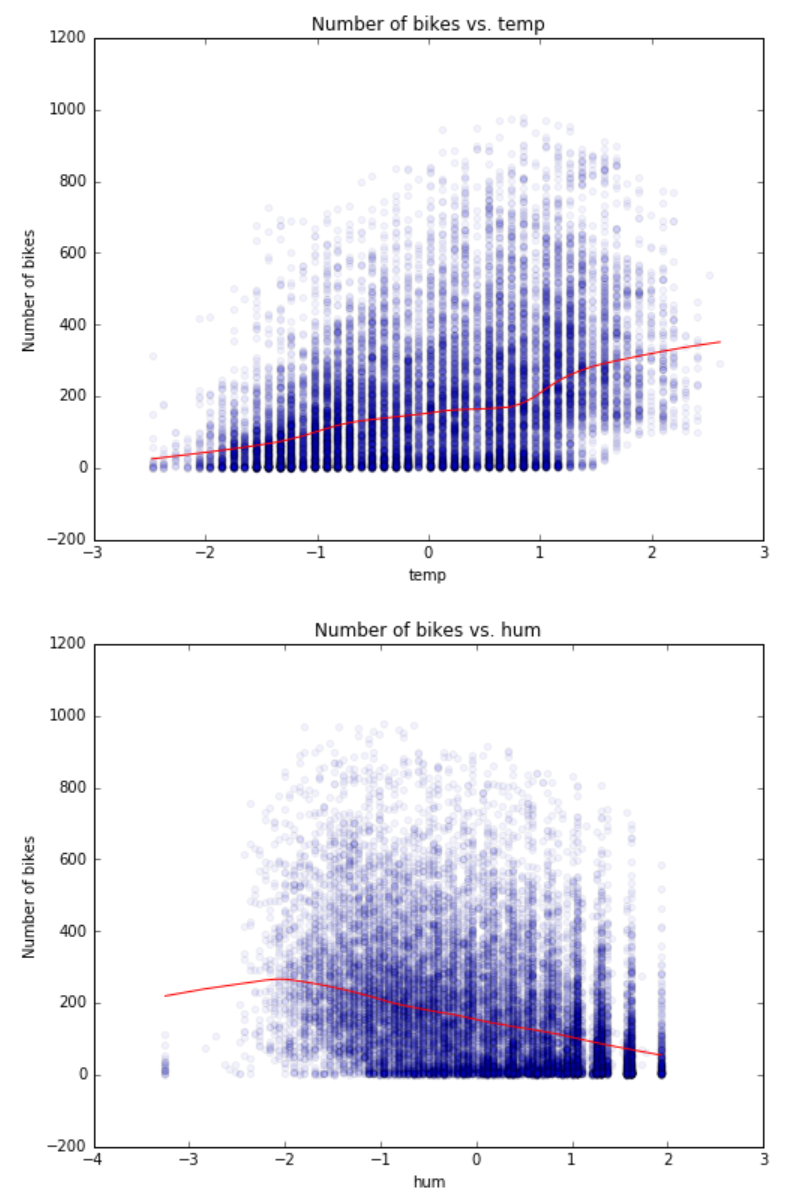 Number of bikes vs. temp
1200
1000
800
600
400
200
0
−200
Number of bikes
−3 −2 −1 0 1 2 3
temp
Number of bikes vs. hum
1200
1000
800
600
400
200
0
−200
Number of bikes
−4 −3 −2 −1 0 1 2 3
hum